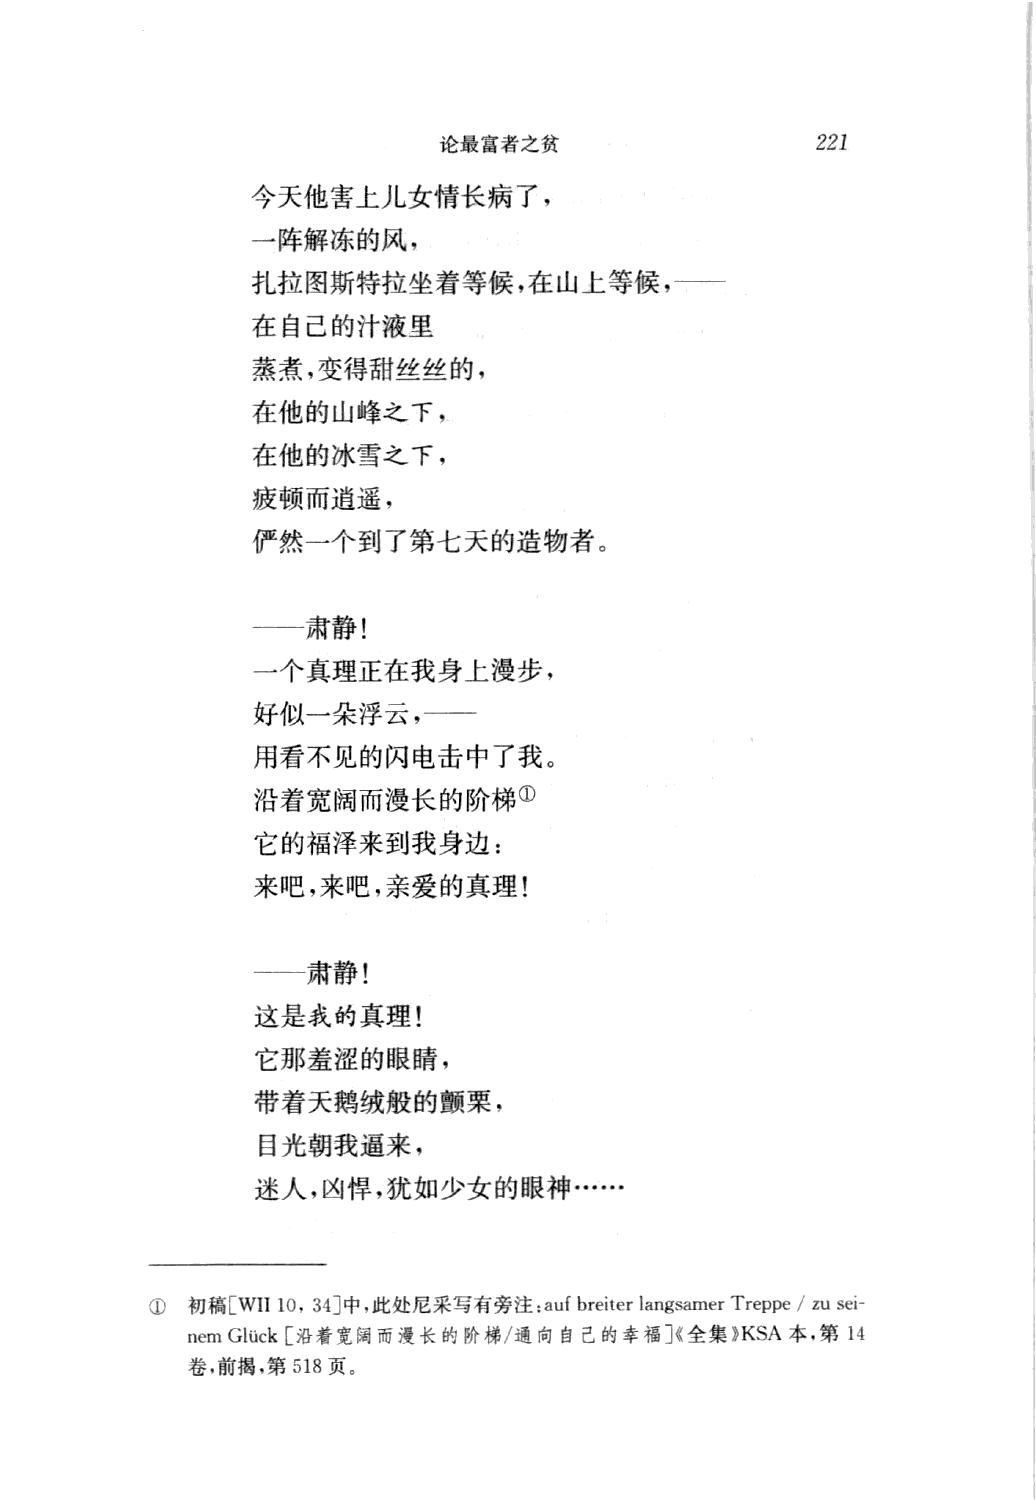 论最富者之贫 221
今天他害上儿女情长病了，
一阵解冻的风，
扎拉图斯特拉坐着等候，在山上等候，——
在自己的汁液里
蒸煮，变得甜丝丝的，
在他的山峰之下，
在他的冰雪之下，
疲顿而逍遥，
俨然一个到了第七天的造物者。
——肃静！
一个真理正在我身上漫步，
好似一朵浮云，——
用看不见的闪电击中了我。
沿着宽阔而漫长的阶梯①
它的福泽来到我身边：
来吧，来吧，亲爱的真理！
——肃静！
这是我的真理！
它那羞涩的眼睛，
带着天鹅绒般的颤栗，
目光朝我逼来，
迷人，凶悍，犹如少女的眼神……
① 初稿[WII 10，34]中，此处尼采写有旁注：auf breiter langsamer Treppe / zu sei-
nem Glück [沿着宽阔而漫长的阶梯/通向自己的幸福]《全集》KSA 本，第 14
卷，前揭，第 518 页。